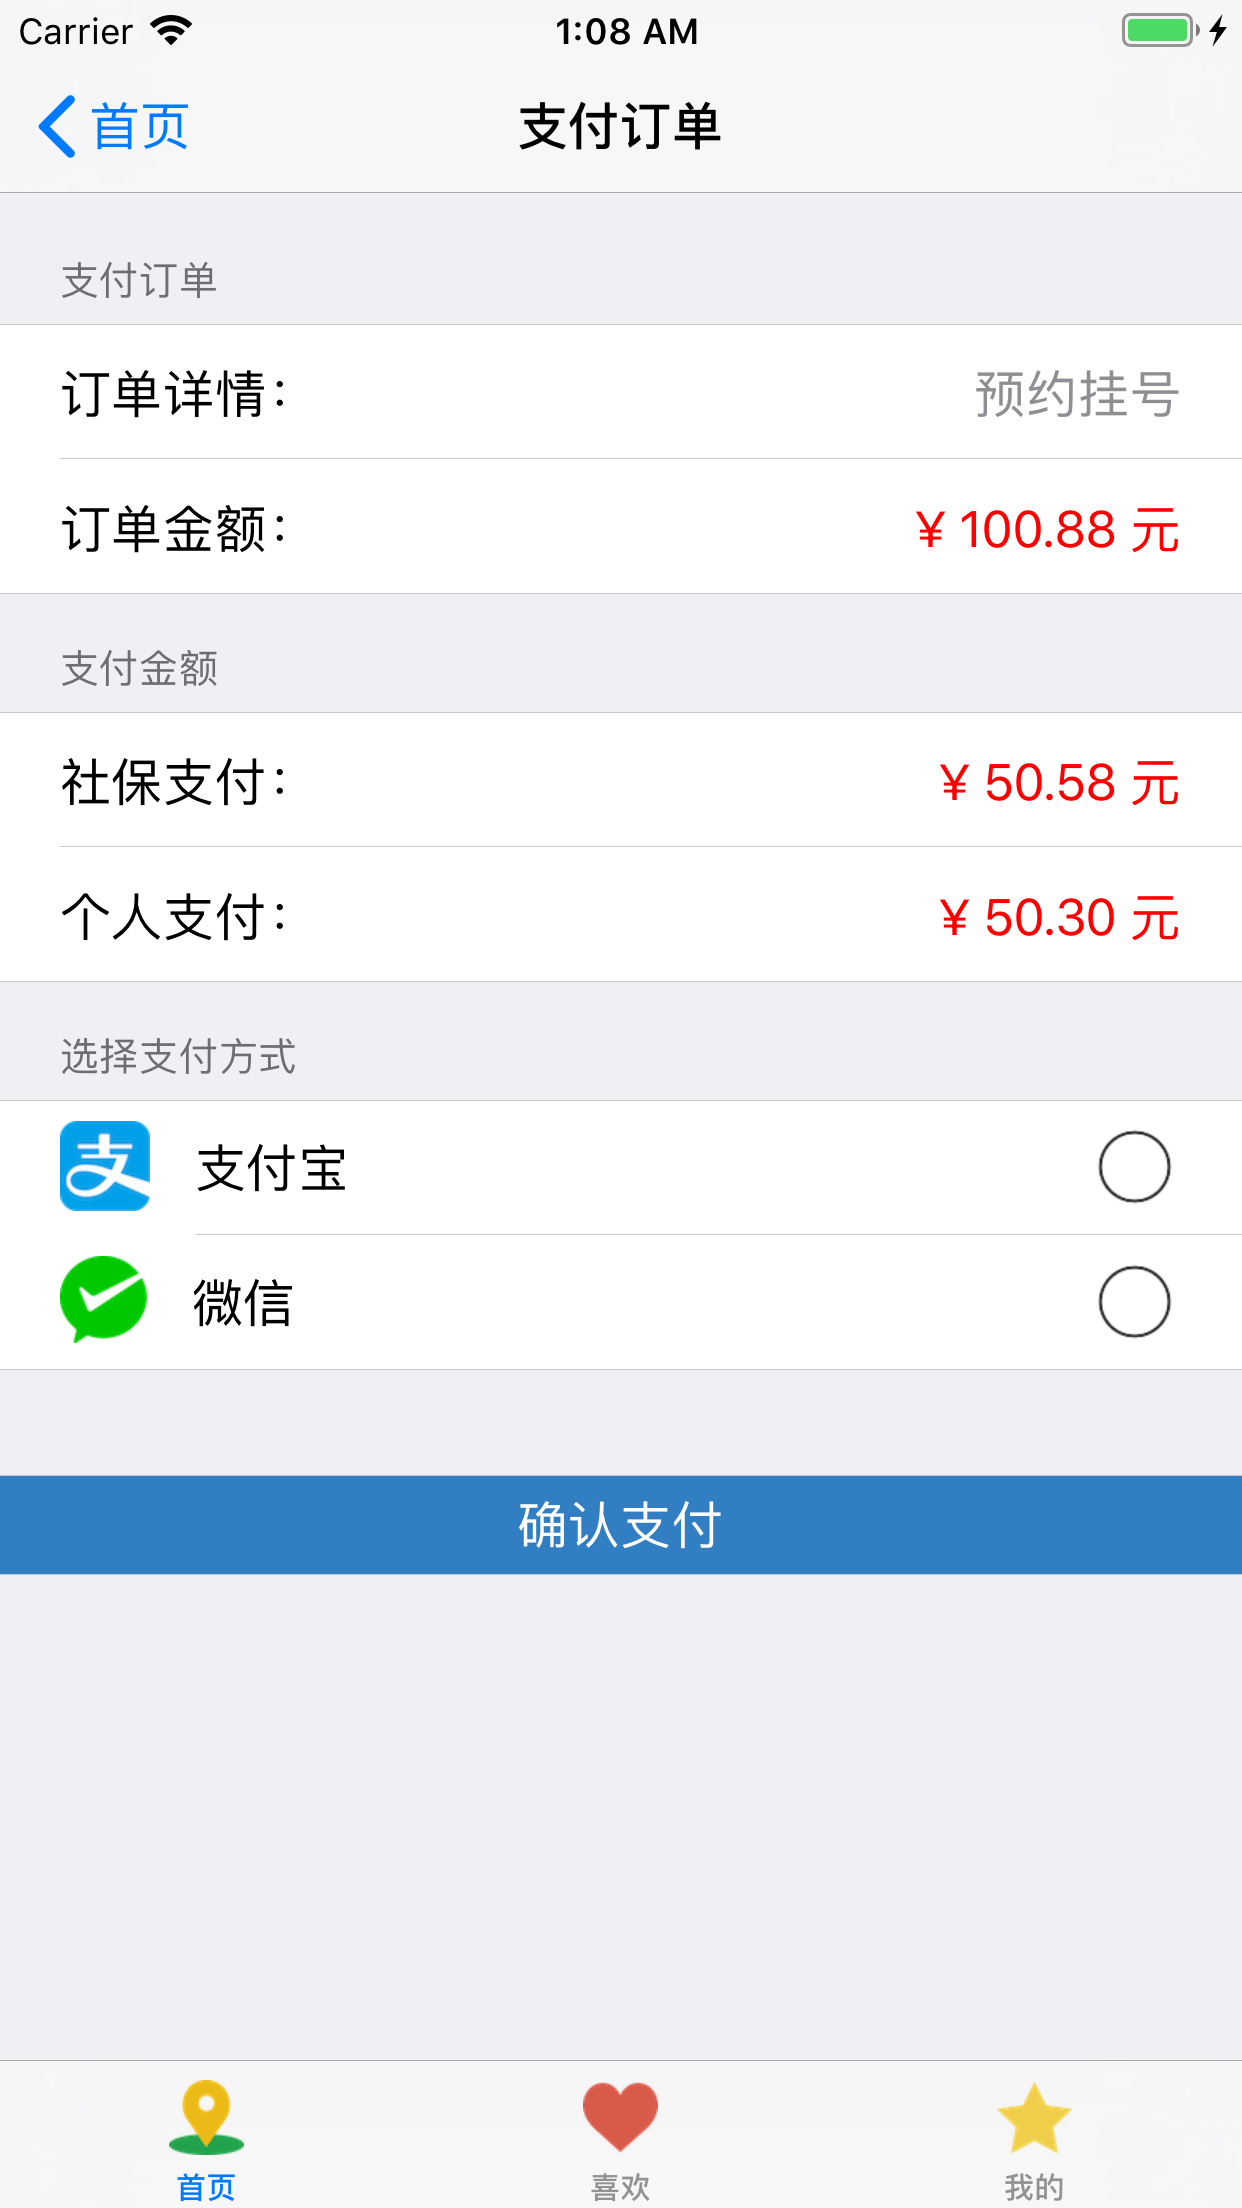 Carrier 1:08 AM
首页 支付订单
支付订单
订单详情： 预约挂号
订单金额： ¥ 100.88 元
支付金额
社保支付： ¥ 50.58 元
个人支付： ¥ 50.30 元
选择支付方式
支 支付宝
微信
确认支付
首页 喜欢 我的